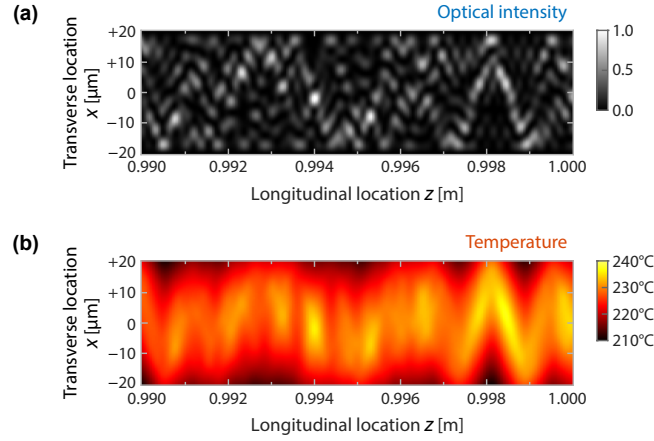 (a)
Optical intensity
Transverse location
x [μm]
+20
+10
0
−10
−20
0.990
0.992
0.994
0.996
0.998
1.000
Longitudinal location z [m]
1.0
0.5
0.0
(b)
Temperature
Transverse location
x [μm]
+20
+10
0
−10
−20
0.990
0.992
0.994
0.996
0.998
1.000
Longitudinal location z [m]
240°C
230°C
220°C
210°C